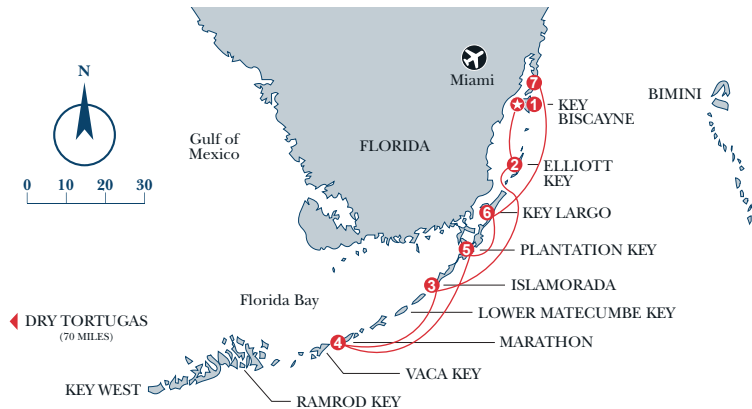 N
Miami
7
BIMINI
1
KEY
BISCAYNE
Gulf of
Mexico
FLORIDA
2
ELLIOTT
KEY
0 10 20 30
6
KEY LARGO
5
PLANTATION KEY
3
ISLAMORADA
Florida Bay
LOWER MATECUMBE KEY
DRY TORTUGAS
(70 MILES)
4
MARATHON
VACA KEY
KEY WEST
RAMROD KEY